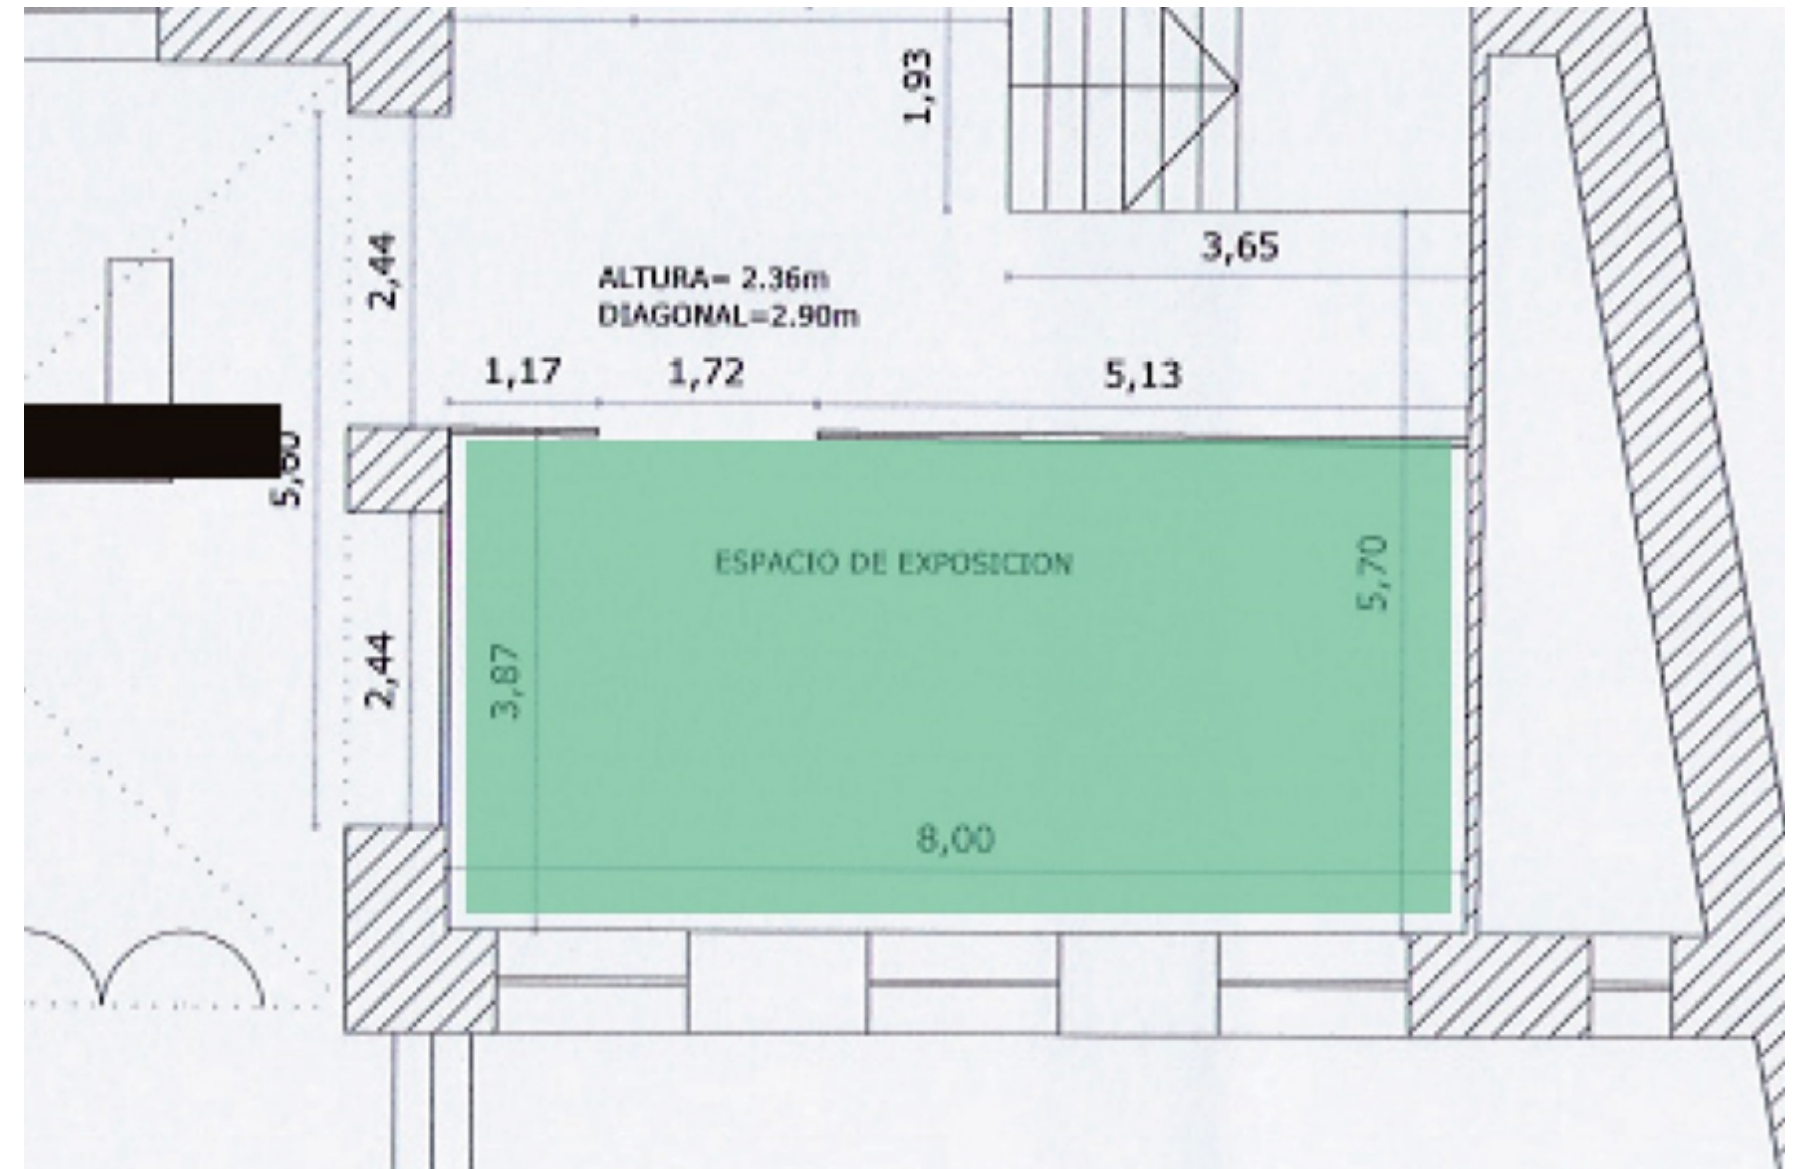 1,93
3,65
2,44
ALTURA= 2.36m
DIAGONAL=2.90m
1,17 1,72 5,13
5,60
ESPACIO DE EXPOSICION
5,70
2,44
3,87
8,00